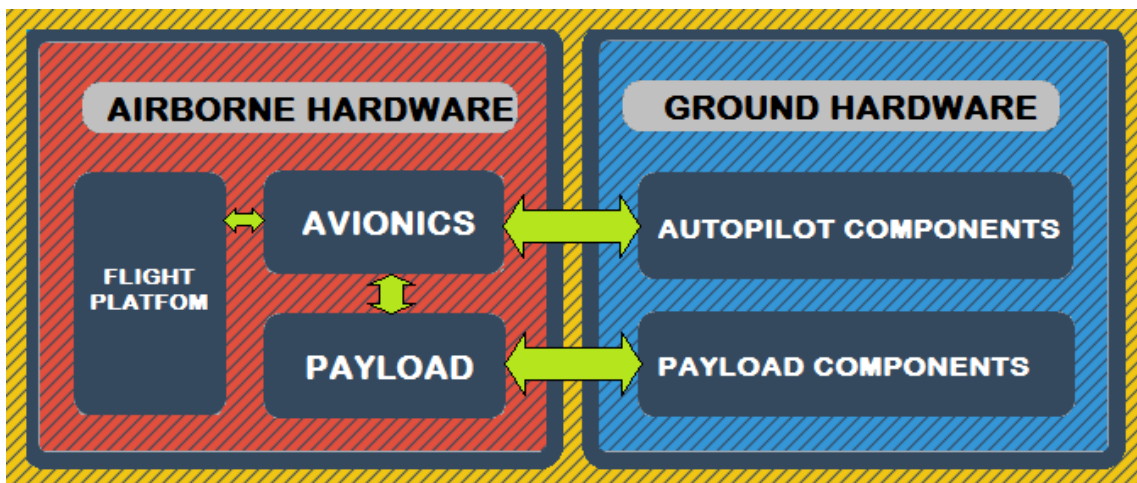 AIRBORNE HARDWARE
FLIGHT
PLATFOM
AVIONICS
PAYLOAD
GROUND HARDWARE
AUTOPILOT COMPONENTS
PAYLOAD COMPONENTS